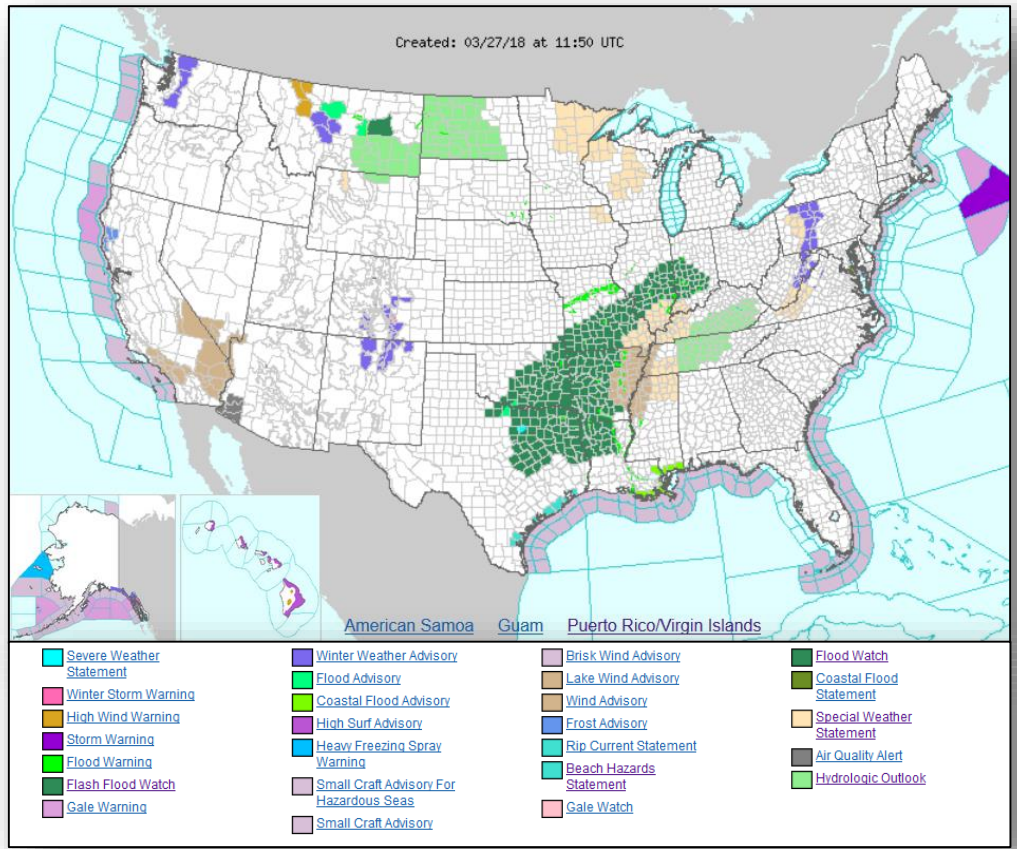 Created: 03/27/18 at 11:50 UTC
American Samoa Guam Puerto Rico/Virgin Islands
Severe Weather
Statement
Winter Storm Warning
High Wind Warning
Storm Warning
Flood Warning
Flash Flood Watch
Gale Warning
Winter Weather Advisory
Flood Advisory
Coastal Flood Advisory
High Surf Advisory
Heavy Freezing Spray
Warning
Small Craft Advisory For
Hazardous Seas
Small Craft Advisory
Brisk Wind Advisory
Lake Wind Advisory
Wind Advisory
Frost Advisory
Rip Current Statement
Beach Hazards
Statement
Gale Watch
Flood Watch
Coastal Flood
Statement
Special Weather
Statement
Air Quality Alert
Hydrologic Outlook